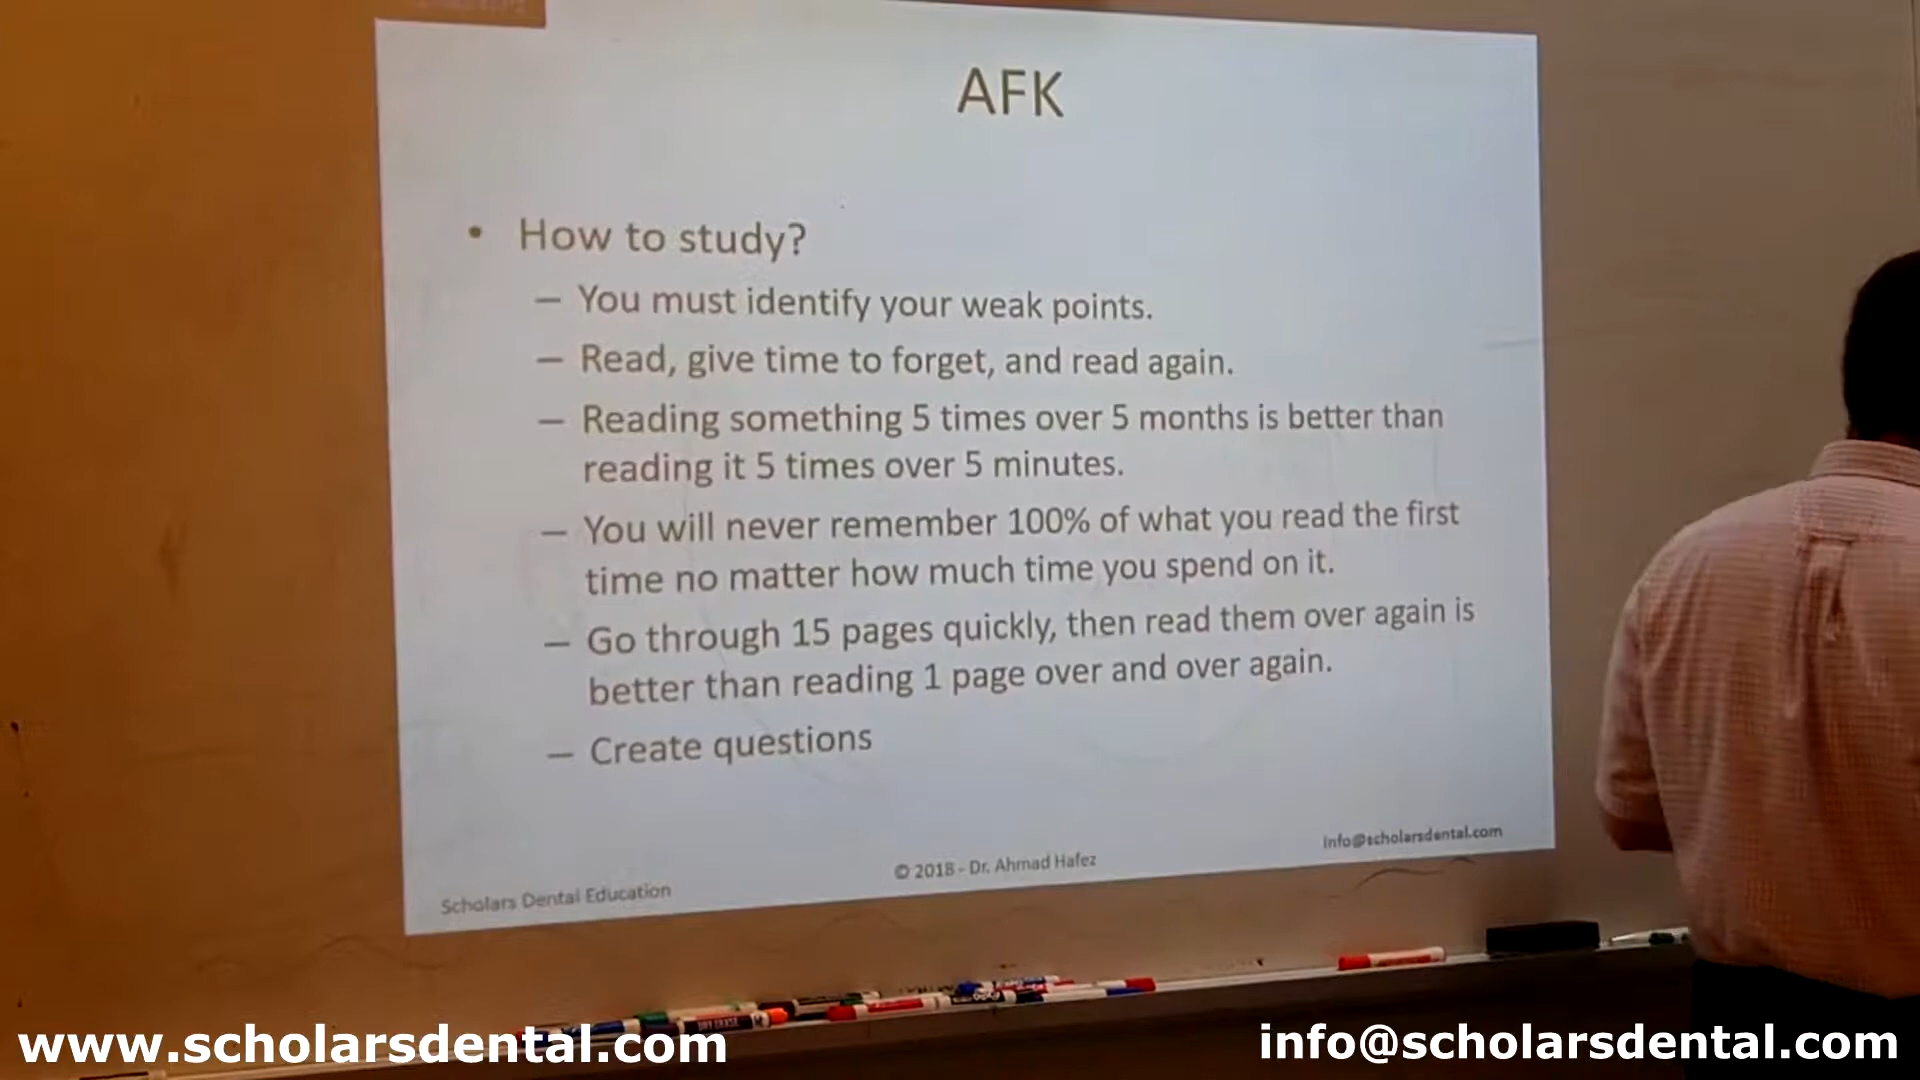 AFK
• How to study?
– You must identify your weak points.
– Read, give time to forget, and read again.
– Reading something 5 times over 5 months is better than
reading it 5 times over 5 minutes.
– You will never remember 100% of what you read the first
time no matter how much time you spend on it.
– Go through 15 pages quickly, then read them over again is
better than reading 1 page over and over again.
– Create questions
Scholars Dental Education
© 2018 - Dr. Ahmad Hafez
info@scholarsdental.com
www.scholarsdental.com
info@scholarsdental.com